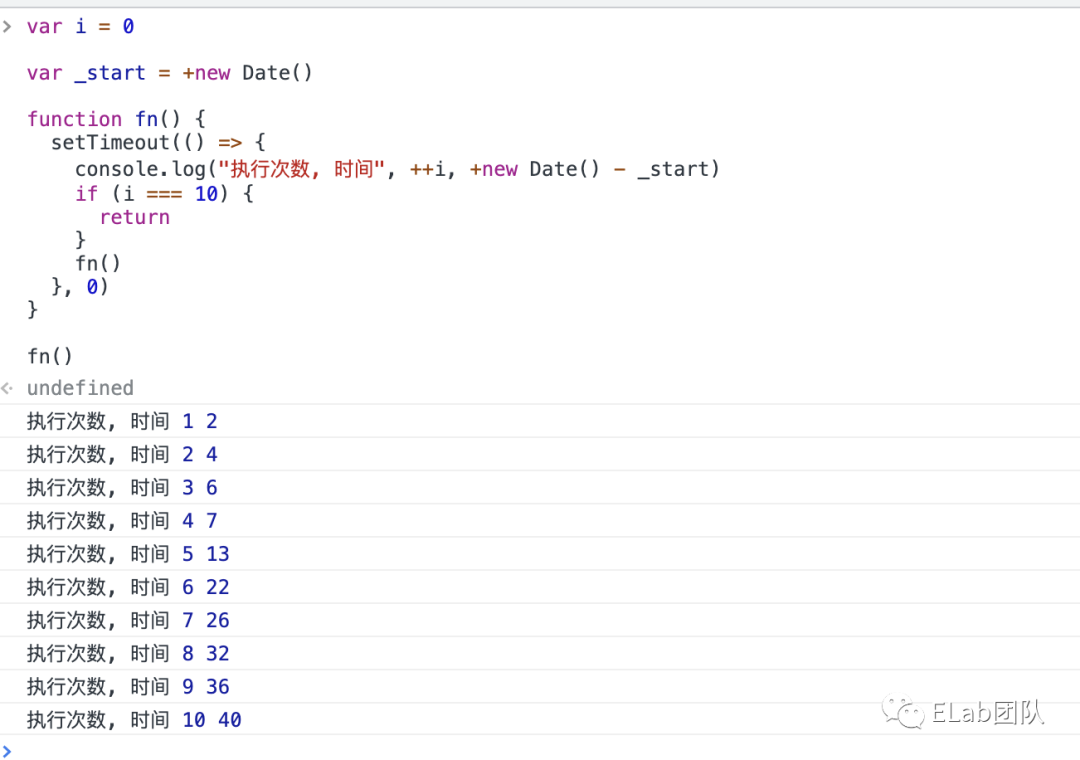 > var i = 0
var _start = +new Date()
function fn() {
  setTimeout(() => {
    console.log("执行次数, 时间", ++i, +new Date() - _start)
    if (i === 10) {
      return
    }
    fn()
  }, 0)
}
fn()
undefined
执行次数, 时间 1 2
执行次数, 时间 2 4
执行次数, 时间 3 6
执行次数, 时间 4 7
执行次数, 时间 5 13
执行次数, 时间 6 22
执行次数, 时间 7 26
执行次数, 时间 8 32
执行次数, 时间 9 36
执行次数, 时间 10 40
ELab团队
>